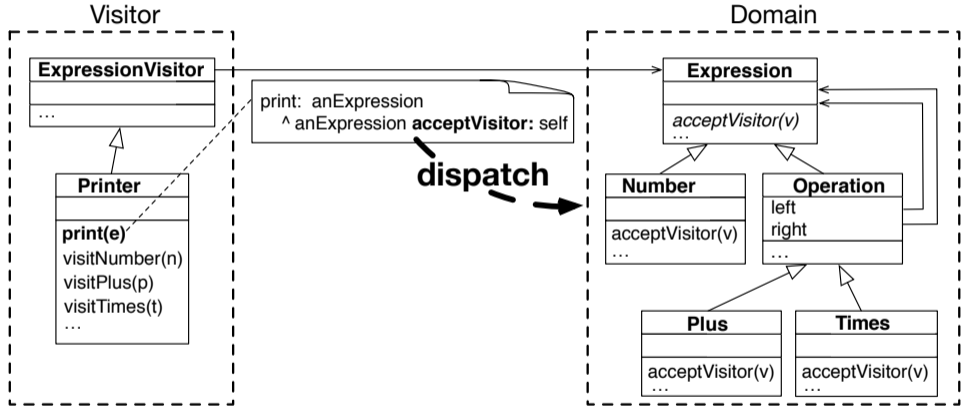 Visitor
ExpressionVisitor
...
Printer
print(e)
visitNumber(n)
visitPlus(p)
visitTimes(t)
...
print: anExpression
^ anExpression acceptVisitor: self
dispatch
Domain
Expression
acceptVisitor(v)
...
Number
acceptVisitor(v)
...
Operation
left
right
...
Plus
acceptVisitor(v)
...
Times
acceptVisitor(v)
...